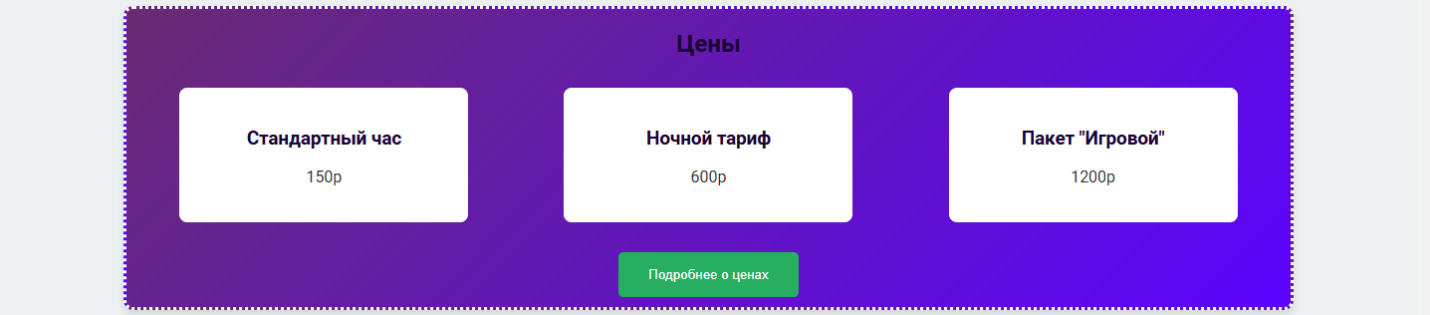 Цены
Стандартный час
150р
Ночной тариф
600р
Пакет "Игровой"
1200р
Подробнее о ценах